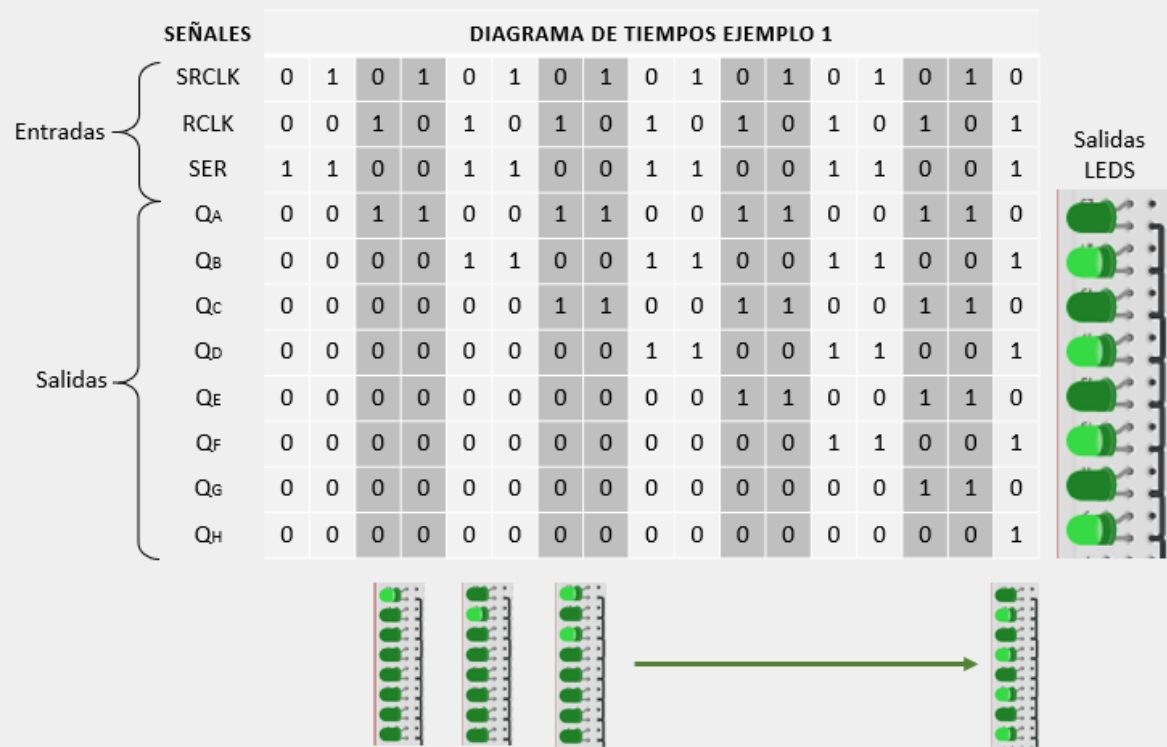 SEÑALES DIAGRAMA DE TIEMPOS EJEMPLO 1
Entradas
SRCLK 0 1 0 1 0 1 0 1 0 1 0 1 0 1 0 1 0
RCLK 0 0 1 0 1 0 1 0 1 0 1 0 1 0 1 0 1
SER 1 1 0 0 1 1 0 0 1 1 0 0 1 1 0 0 1
Salidas
QA 0 0 1 1 0 0 1 1 0 0 1 1 0 0 1 1 0
QB 0 0 0 0 1 1 0 0 1 1 0 0 1 1 0 0 1
QC 0 0 0 0 0 0 1 1 0 0 1 1 0 0 1 1 0
QD 0 0 0 0 0 0 0 0 1 1 0 0 1 1 0 0 1
QE 0 0 0 0 0 0 0 0 0 0 1 1 0 0 1 1 0
QF 0 0 0 0 0 0 0 0 0 0 0 0 1 1 0 0 1
QG 0 0 0 0 0 0 0 0 0 0 0 0 0 0 1 1 0
QH 0 0 0 0 0 0 0 0 0 0 0 0 0 0 0 0 1
Salidas
LEDS